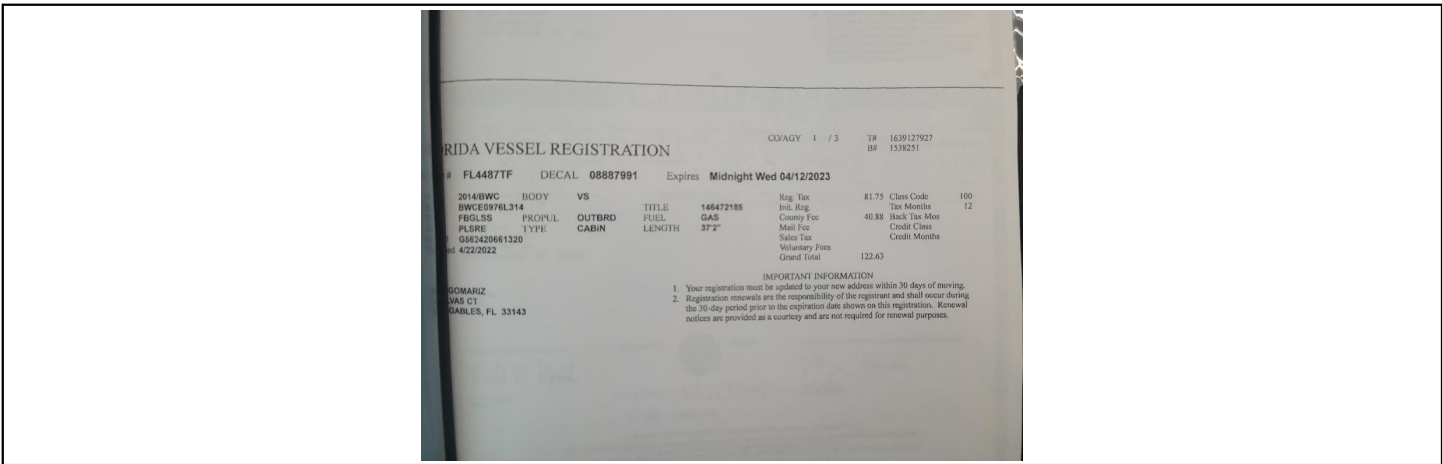 CO/AGY 1 / 3 T# 1639127927
B# 1538251
RIDA VESSEL REGISTRATION
# FL4487TF DECAL 08887991 Expires Midnight Wed 04/12/2023
2014/BWC BODY VS Reg. Tax 81.75 Class Code 100
BWCE0976L314 TITLE 146472185 Init. Reg. Tax Months 12
FBGLSS PROPUL OUTBRD FUEL GAS County Fee 40.88 Back Tax Mos
PLSRE TYPE CABIN LENGTH 37'2" Mail Fee Credit Class
G562420661320 Sales Tax Credit Months
ed 4/22/2022 Voluntary Fees
Grand Total 122.63
IMPORTANT INFORMATION
1. Your registration must be updated to your new address within 30 days of moving.
2. Registration renewals are the responsibility of the registrant and shall occur during
the 30-day period prior to the expiration date shown on this registration. Renewal
notices are provided as a courtesy and are not required for renewal purposes.
GOMARIZ
VAS CT
GABLES, FL 33143